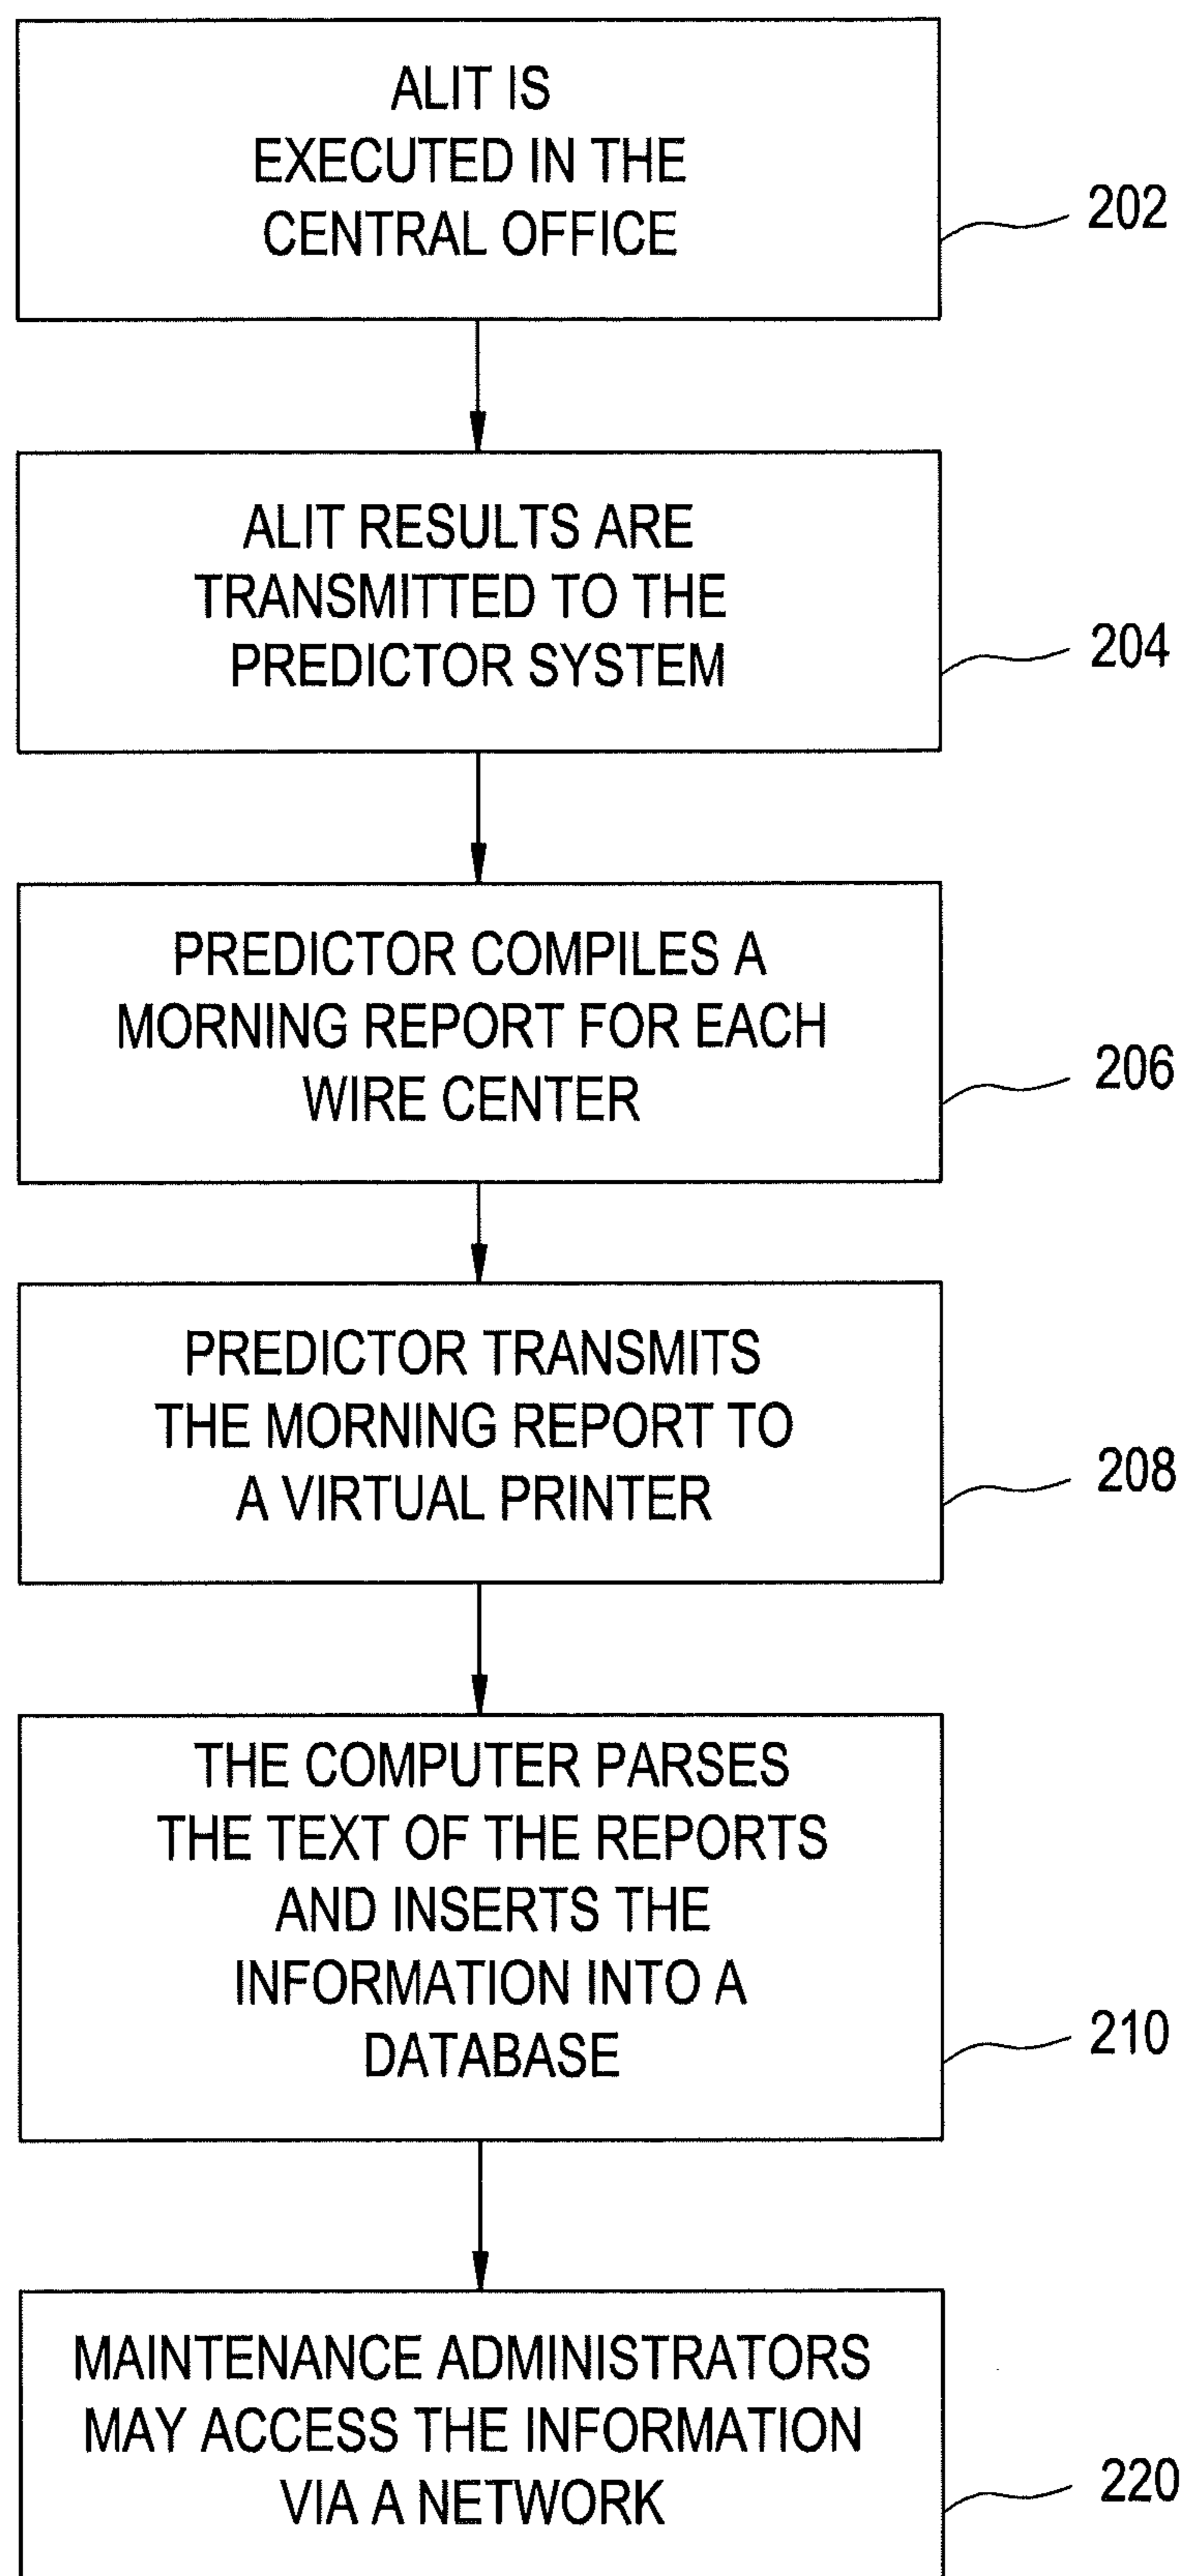 ALIT IS
EXECUTED IN THE
CENTRAL OFFICE
202
ALIT RESULTS ARE
TRANSMITTED TO THE
PREDICTOR SYSTEM
204
PREDICTOR COMPILES A
MORNING REPORT FOR EACH
WIRE CENTER
206
PREDICTOR TRANSMITS
THE MORNING REPORT TO
A VIRTUAL PRINTER
208
THE COMPUTER PARSES
THE TEXT OF THE REPORTS
AND INSERTS THE
INFORMATION INTO A
DATABASE
210
MAINTENANCE ADMINISTRATORS
MAY ACCESS THE INFORMATION
VIA A NETWORK
220